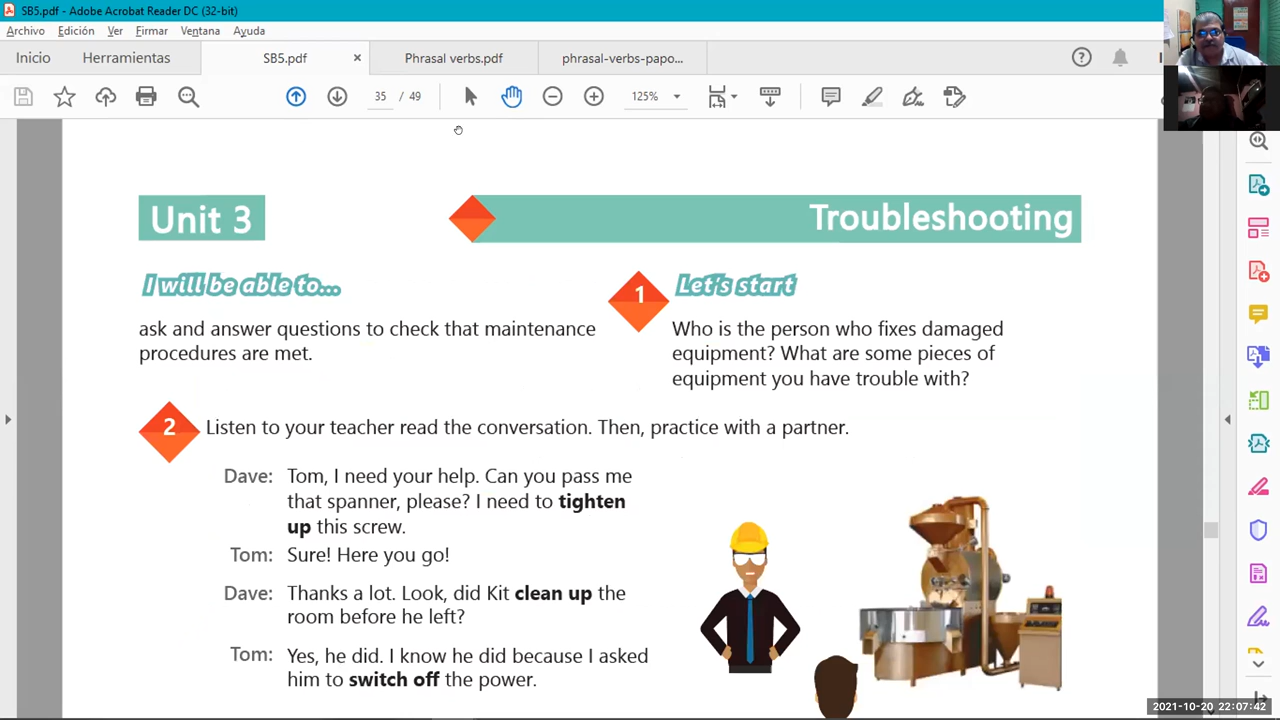 SB5.pdf - Adobe Acrobat Reader DC (32-bit)
Archivo Edición Ver Firmar Ventana Ayuda
Inicio Herramientas SB5.pdf × Phrasal verbs.pdf phrasal-verbs-papo...
35 / 49 125%
Unit 3
Troubleshooting
I will be able to...
ask and answer questions to check that maintenance
procedures are met.
1
Let's start
Who is the person who fixes damaged
equipment? What are some pieces of
equipment you have trouble with?
2 Listen to your teacher read the conversation. Then, practice with a partner.
Dave: Tom, I need your help. Can you pass me
that spanner, please? I need to tighten
up this screw.
Tom: Sure! Here you go!
Dave: Thanks a lot. Look, did Kit clean up the
room before he left?
Tom: Yes, he did. I know he did because I asked
him to switch off the power.
2021-10-20 22:07:42